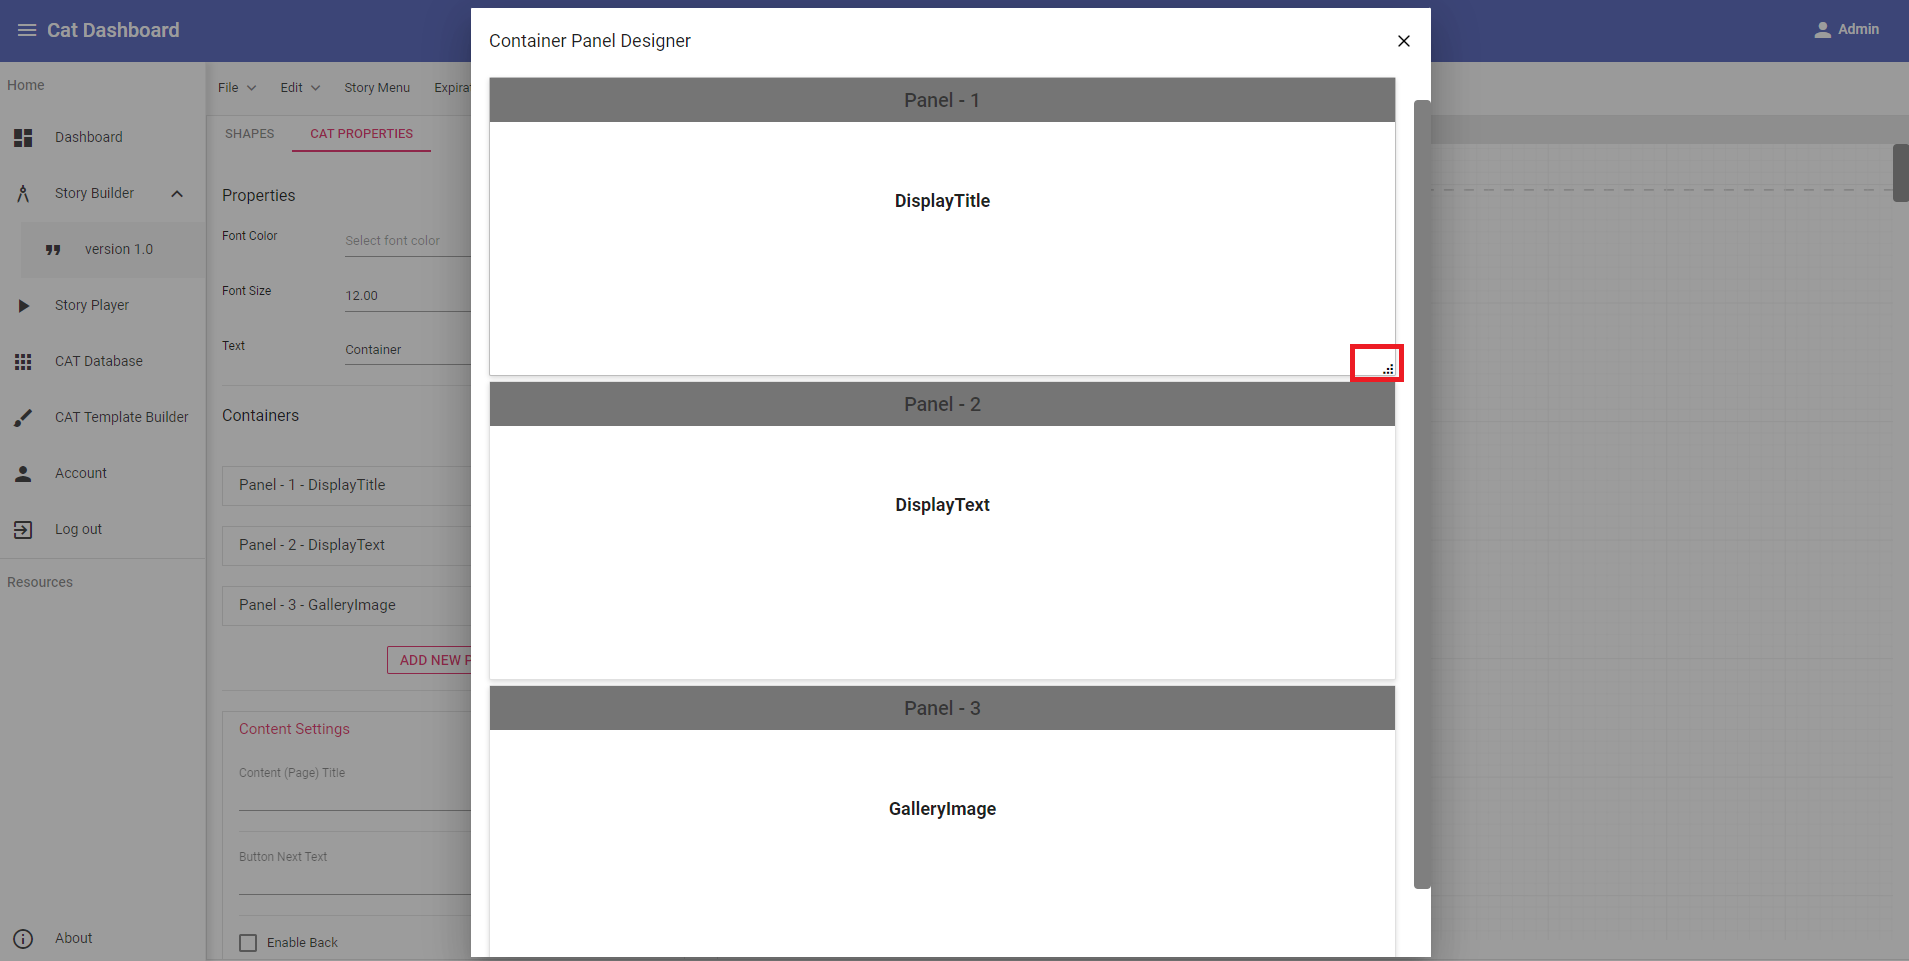 Cat Dashboard
Admin
Home
Dashboard
Story Builder
version 1.0
Story Player
CAT Database
CAT Template Builder
Account
Log out
Resources
About
File
Edit
Story Menu
Expirat
SHAPES
CAT PROPERTIES
Properties
Font Color
Select font color
Font Size
12.00
Text
Container
Containers
Panel - 1 - DisplayTitle
Panel - 2 - DisplayText
Panel - 3 - GalleryImage
ADD NEW P
Content Settings
Content (Page) Title
Button Next Text
Enable Back
Container Panel Designer
Panel - 1
DisplayTitle
Panel - 2
DisplayText
Panel - 3
GalleryImage